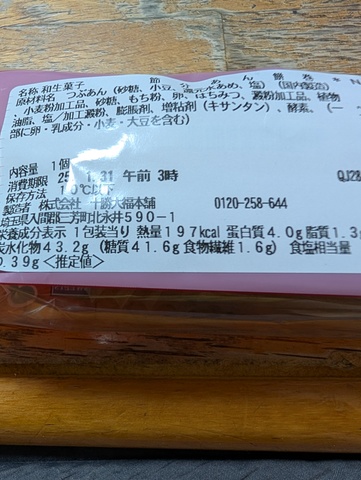 名称 和生菓子
節 あん 餅巻
原材料名 つぶあん（砂糖、小豆、還元水あめ、塩）（国内製造）
、小麦粉加工品、砂糖、もち粉、卵、はちみつ、澱粉加工品、植物
油脂、塩／加工澱粉、膨脹剤、増粘剤（キサンタン）、酵素、（一
部に卵・乳成分・小麦・大豆を含む）
内容量 1個
消費期限 25. 1.31 午前 3時
保存方法 10℃以下
製造者 株式会社 十勝大福本舗 0120-258-644
埼玉県入間郡三芳町北永井590-1
栄養成分表示 1包装当り 熱量197kcal 蛋白質4.0g 脂質1.3g
炭水化物43.2g（糖質41.6g 食物繊維1.6g）食塩相当量
0.39g＜推定値＞